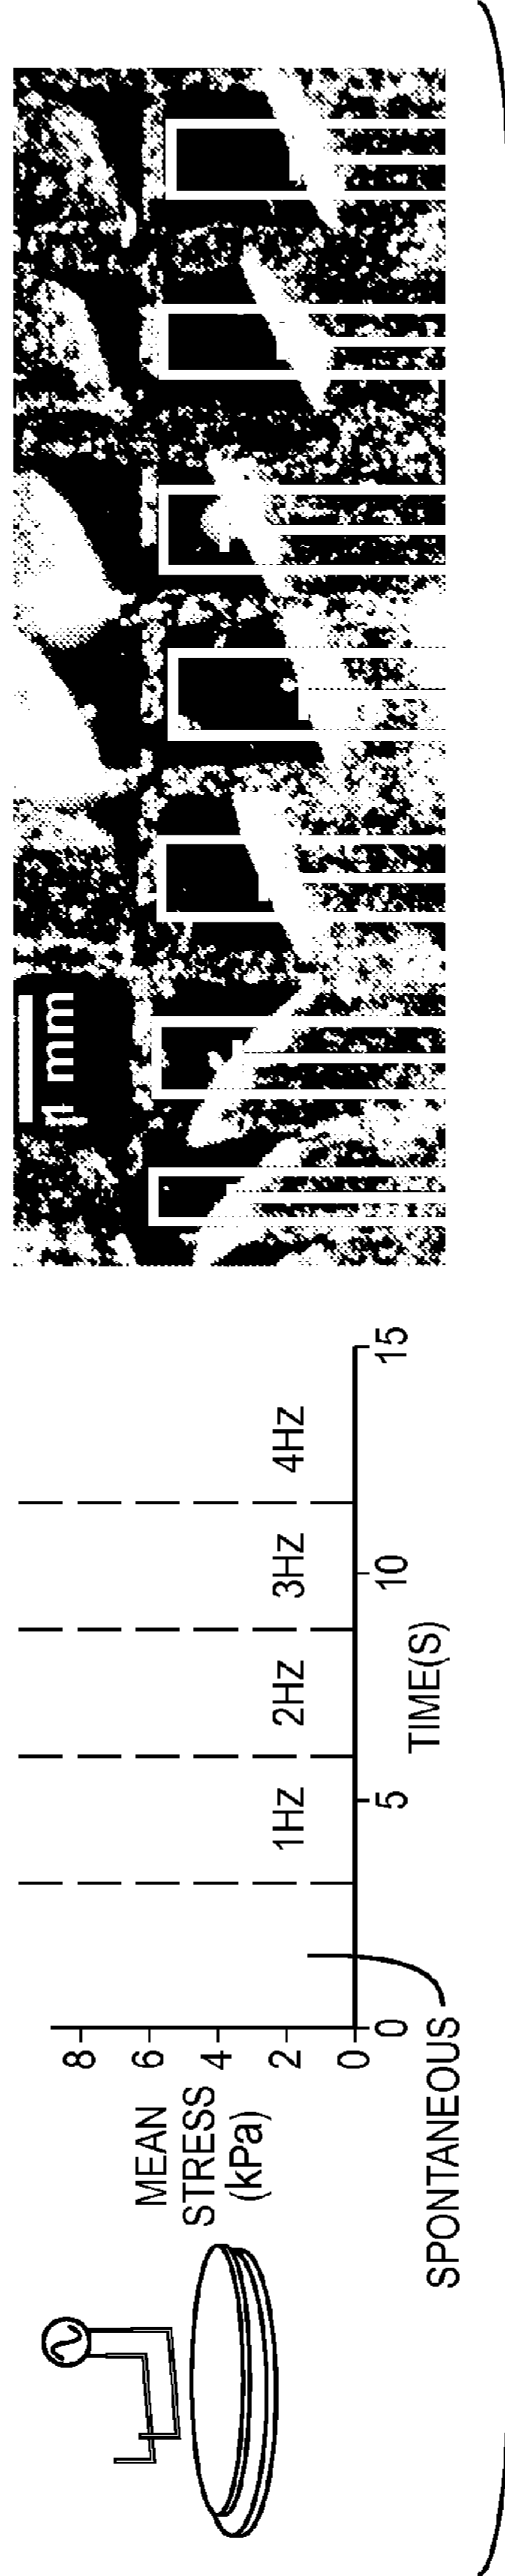 MEAN
STRESS
(kPa)
8
6
4
2
0
1HZ
2HZ
3HZ
4HZ
0
5
10
15
TIME(S)
SPONTANEOUS
1 mm